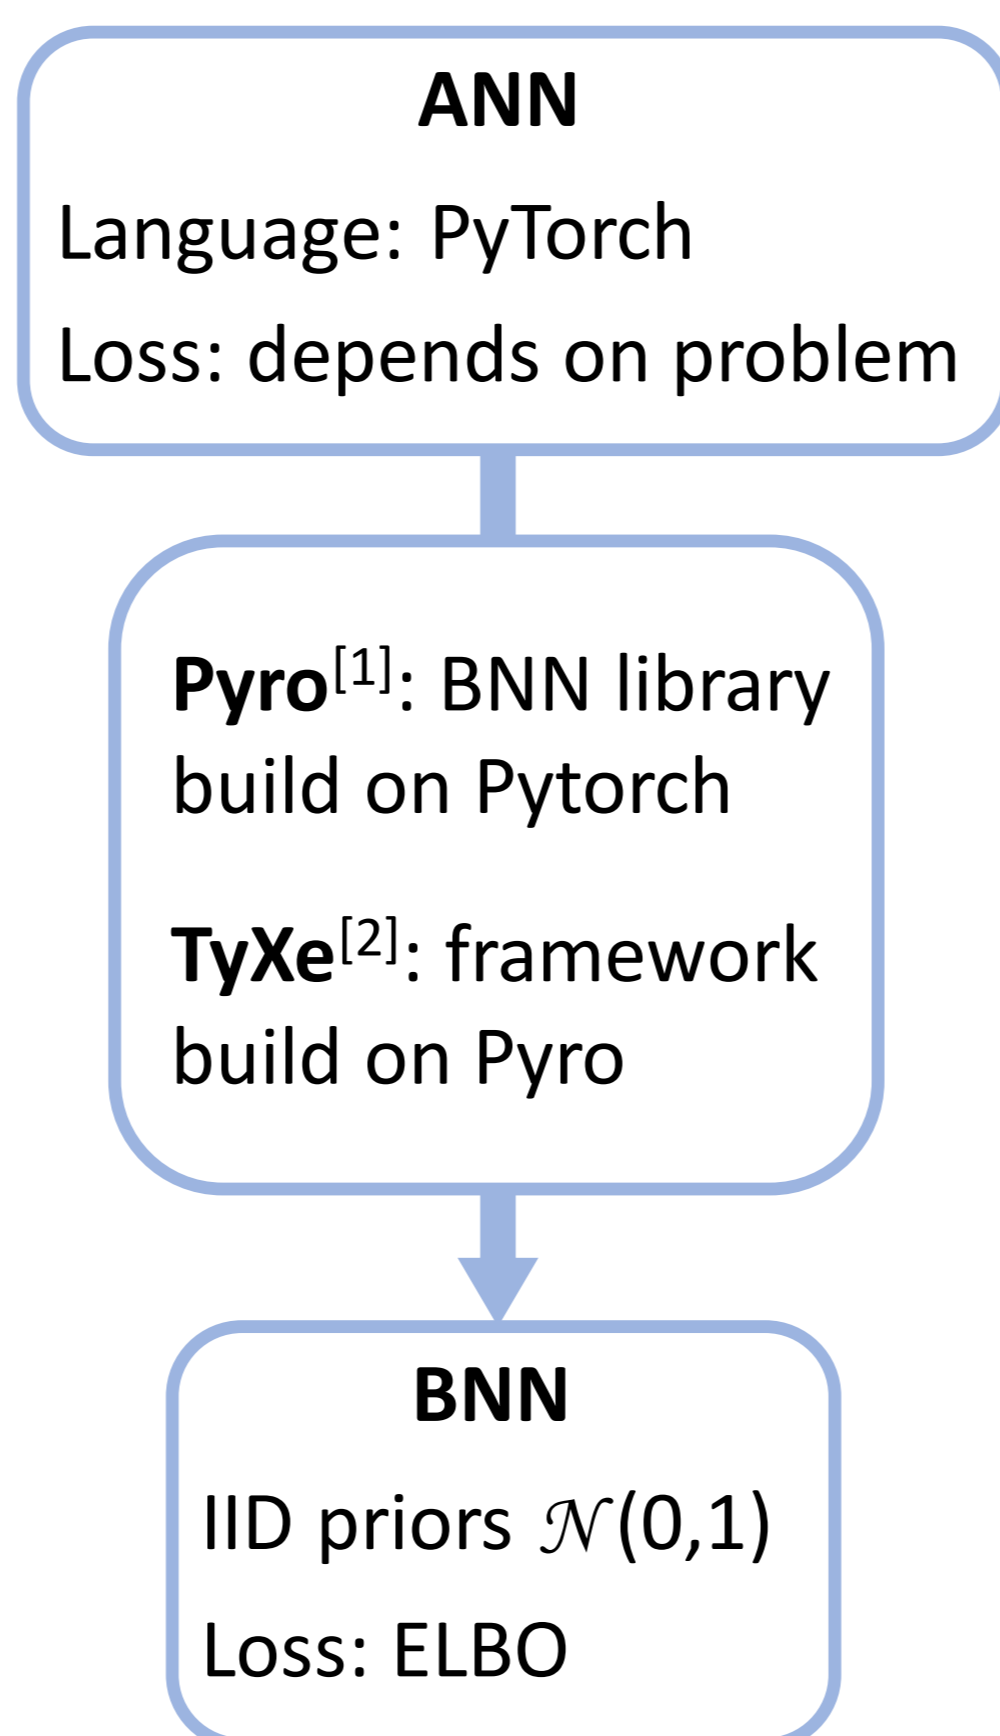 ANN
Language: PyTorch
Loss: depends on problem
Pyro[1]: BNN library
build on Pytorch
TyXe[2]: framework
build on Pyro
BNN
IID priors 𝒩(0,1)
Loss: ELBO